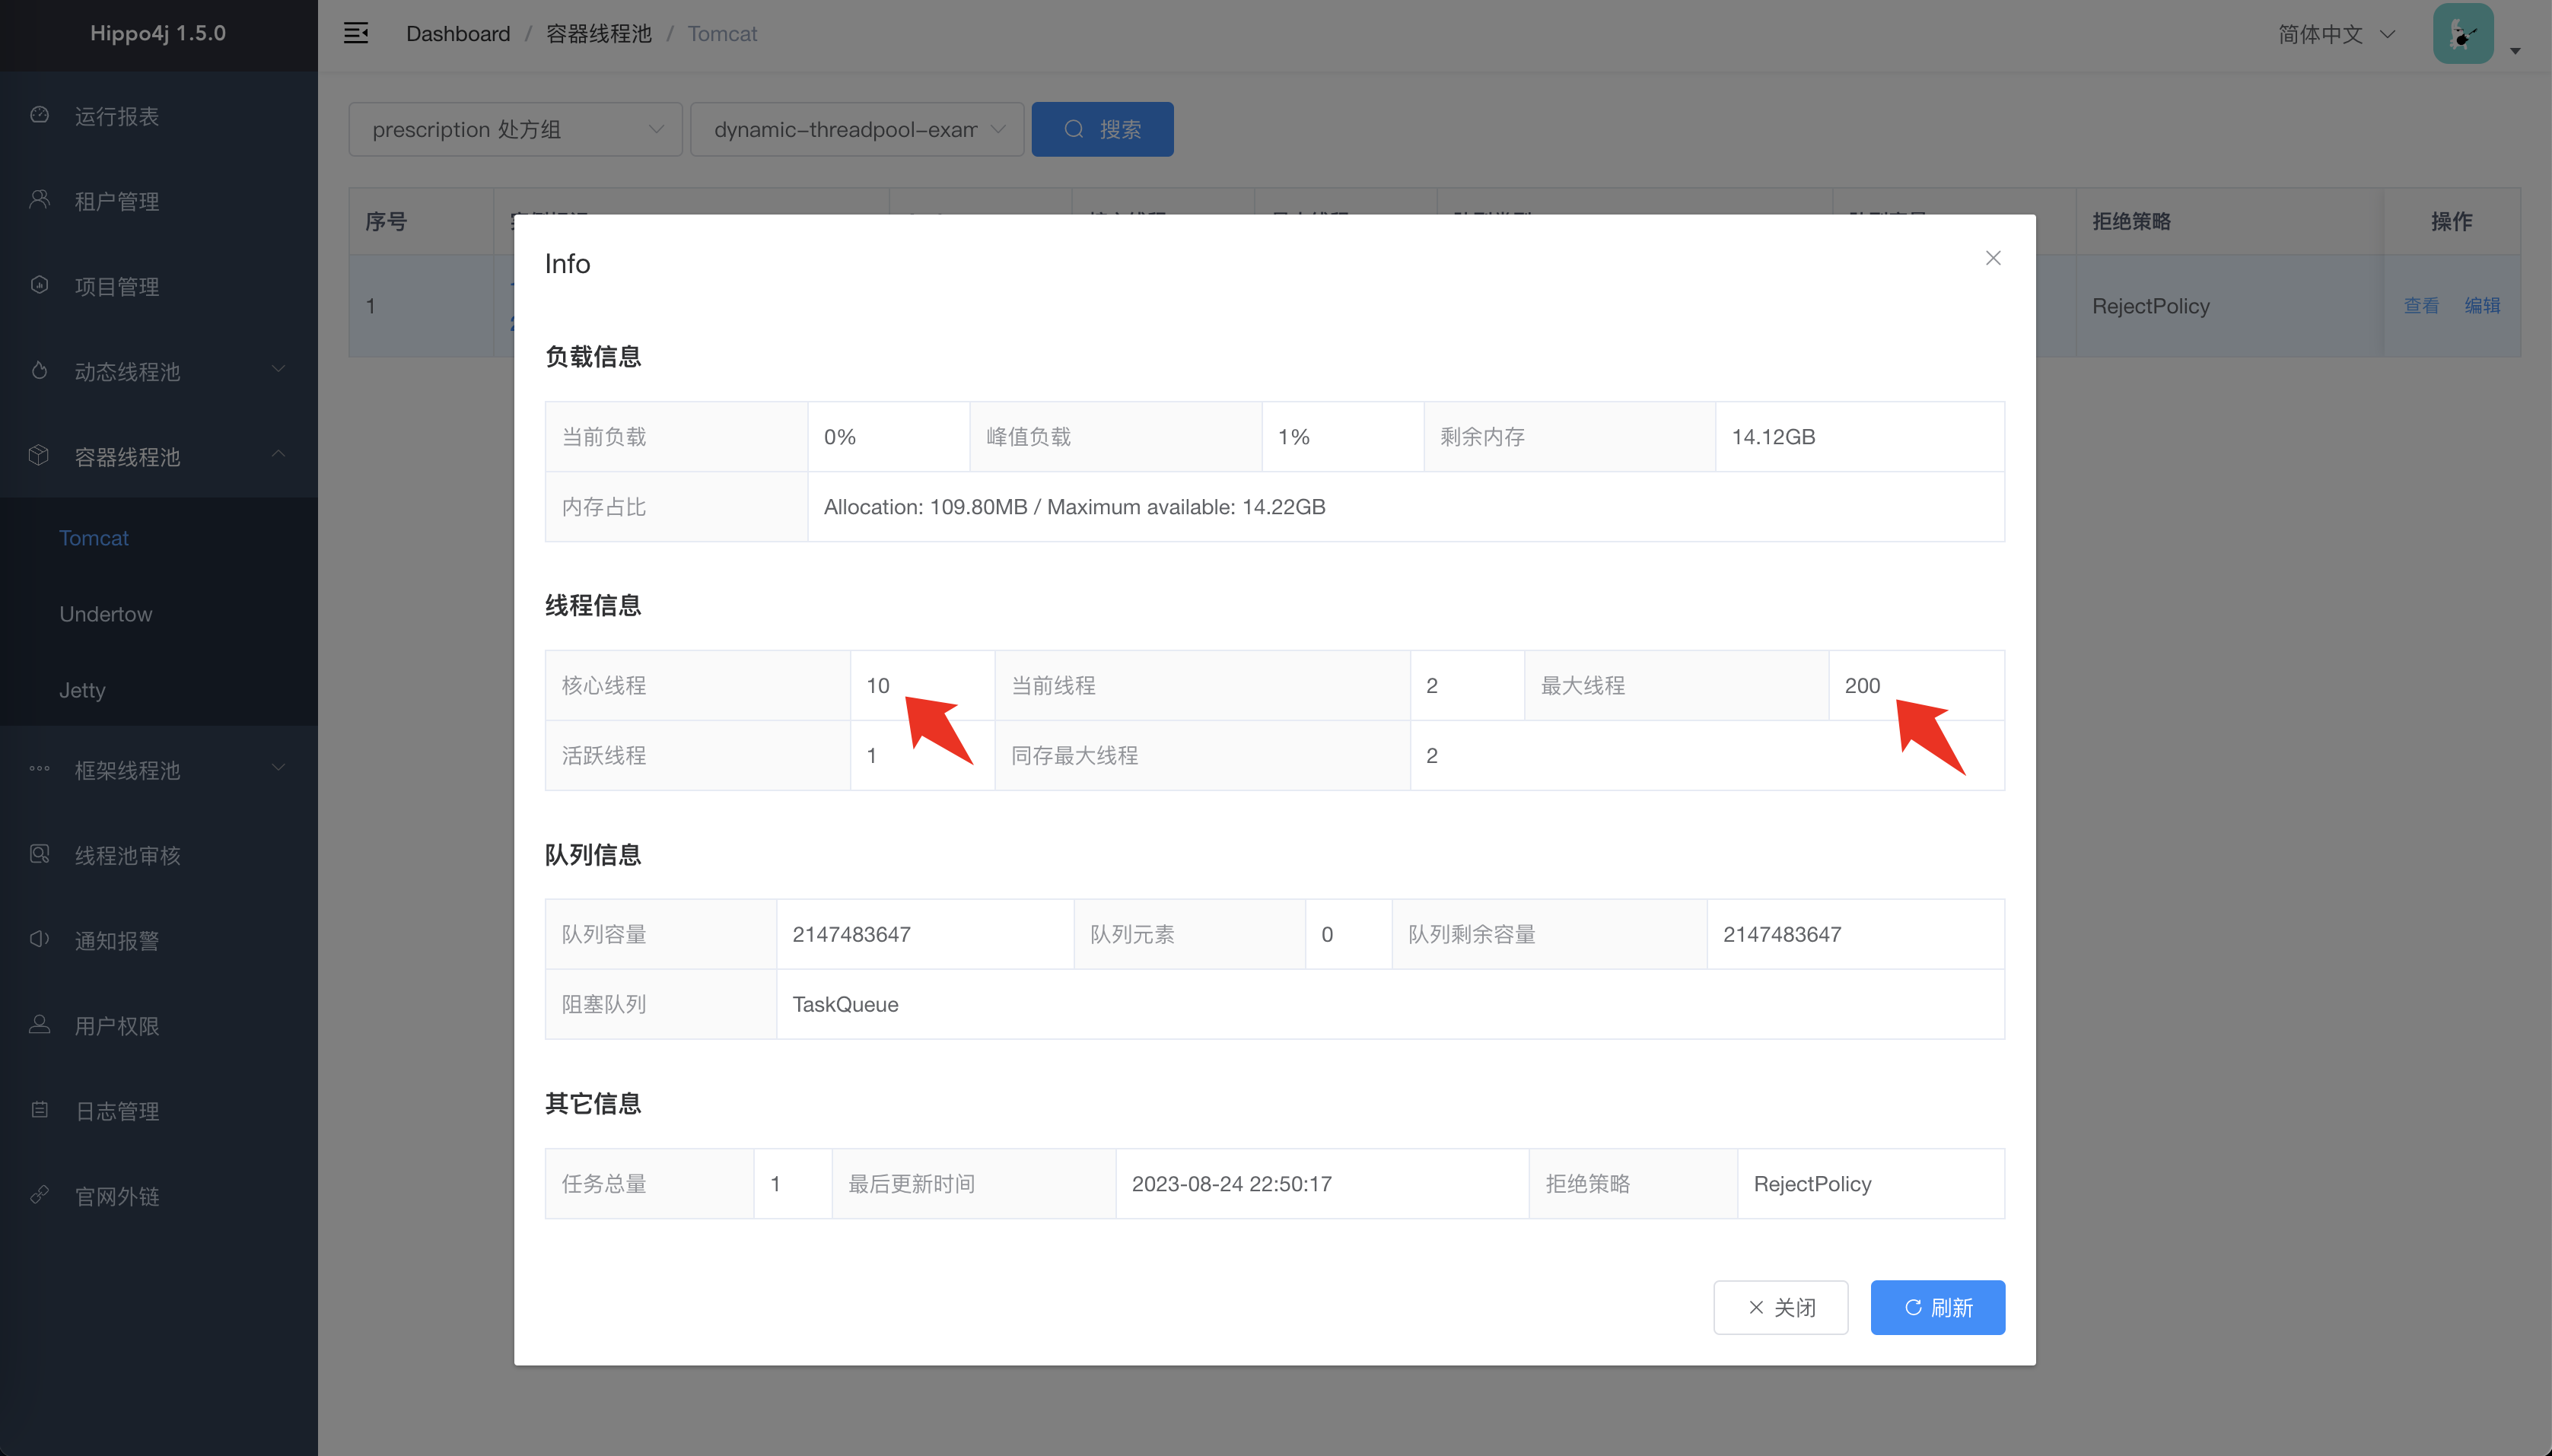 Hippo4j 1.5.0
Dashboard / 容器线程池 / Tomcat
简体中文
运行报表
租户管理
项目管理
动态线程池
容器线程池
Tomcat
Undertow
Jetty
框架线程池
线程池审核
通知报警
用户权限
日志管理
官网外链
prescription 处方组
dynamic-threadpool-exam
搜索
序号
拒绝策略
操作
1
RejectPolicy
查看 编辑
Info
负载信息
当前负载 0% 峰值负载 1% 剩余内存 14.12GB
内存占比 Allocation: 109.80MB / Maximum available: 14.22GB
线程信息
核心线程 10 当前线程 2 最大线程 200
活跃线程 1 同存最大线程 2
队列信息
队列容量 2147483647 队列元素 0 队列剩余容量 2147483647
阻塞队列 TaskQueue
其它信息
任务总量 1 最后更新时间 2023-08-24 22:50:17 拒绝策略 RejectPolicy
关闭 刷新